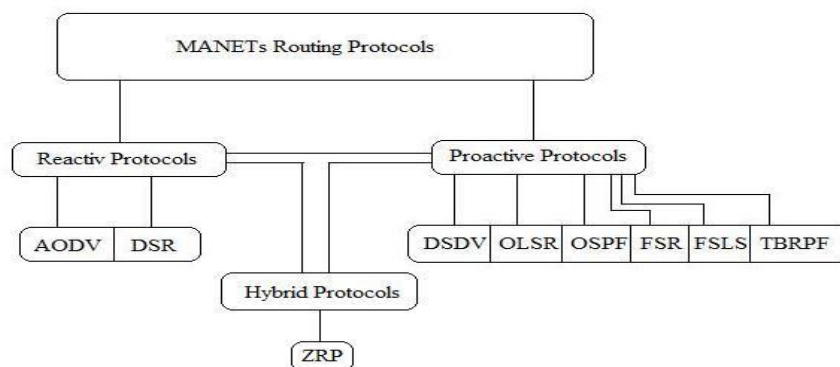 MANETs Routing Protocols
Reactiv Protocols
Proactive Protocols
AODV DSR
DSDV OLSR OSPF FSR FSLS TBRPF
Hybrid Protocols
ZRP